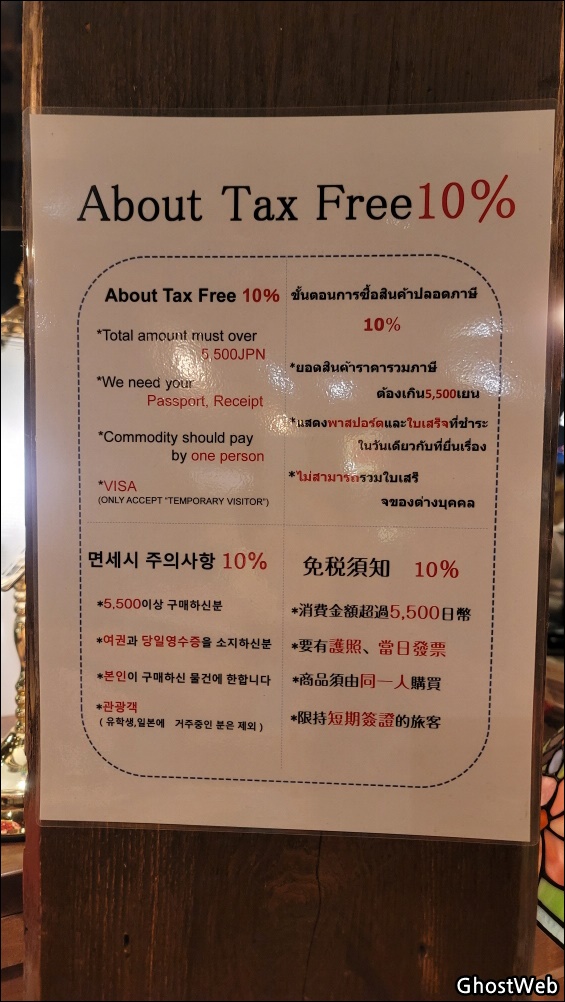 About Tax Free10%
About Tax Free 10%
*Total amount must over
5,500JPN
*We need your
Passport, Receipt
*Commodity should pay
by one person
*VISA
(ONLY ACCEPT “TEMPORARY VISITOR”)
ขั้นตอนการซื้อสินค้าปลอดภาษี
10%
*ยอดสินค้าราคารวมภาษี
ต้องเกิน5,500เยน
*แสดงพาสปอร์ตและใบเสร็จที่ชำระ
ในวันเดียวกับที่ยื่นเรื่อง
*ไม่สามารถรวมใบเสรี
จของต่างบุคคล
면세시 주의사항 10%
*5,500이상 구매하신분
*여권과 당일영수증을 소지하신분
*본인이 구매하신 물건에 한합니다
*관광객
( 유학생,일본에 거주중인 분은 제외 )
免税須知 10%
*消費金額超過5,500日幣
*要有護照、當日發票
*商品須由同一人購買
*限持短期簽證的旅客
GhostWeb